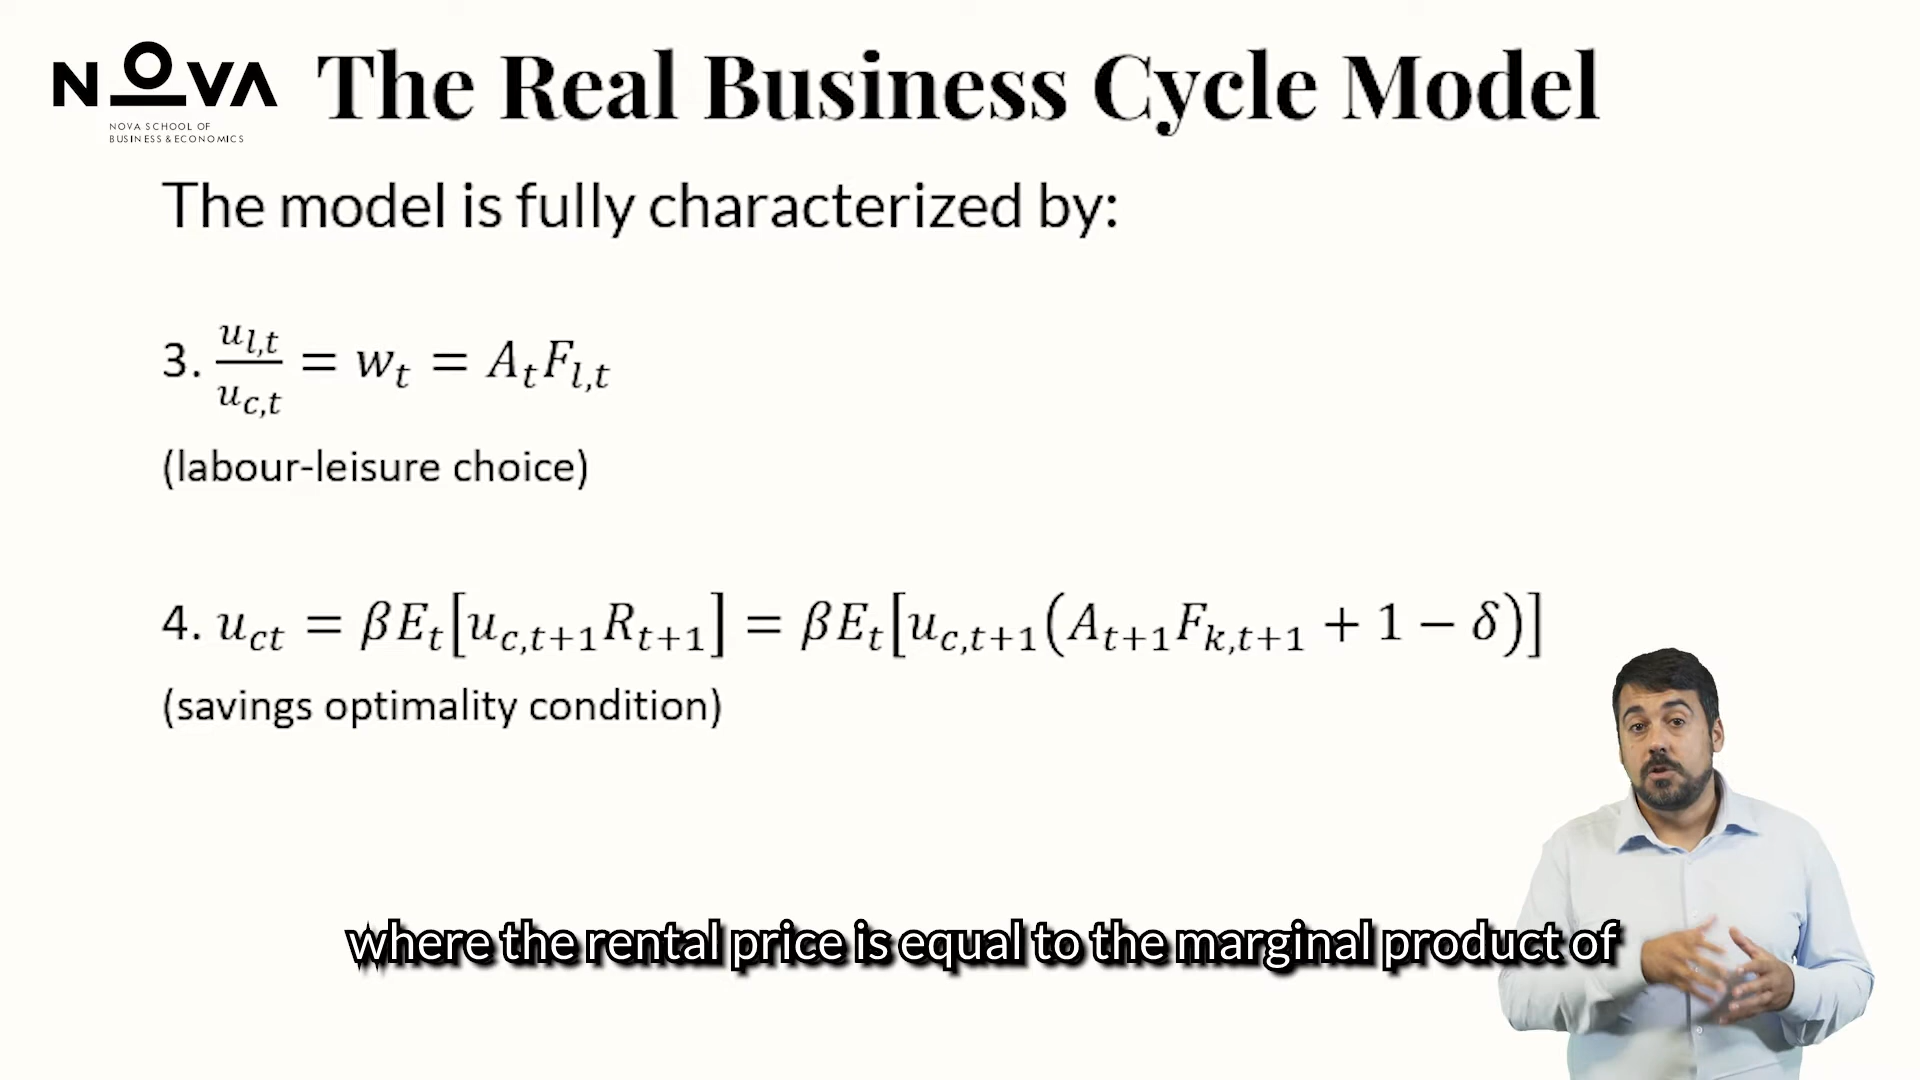 NOVA
NOVA SCHOOL OF
BUSINESS & ECONOMICS
The Real Business Cycle Model
The model is fully characterized by:
3. \frac{u_{l,t}}{u_{c,t}} = w_t = A_t F_{l,t}
(labour-leisure choice)
4. u_{ct} = βE_t[u_{c,t+1}R_{t+1}] = βE_t[u_{c,t+1}(A_{t+1}F_{k,t+1} + 1 − δ)]
(savings optimality condition)
where the rental price is equal to the marginal product of